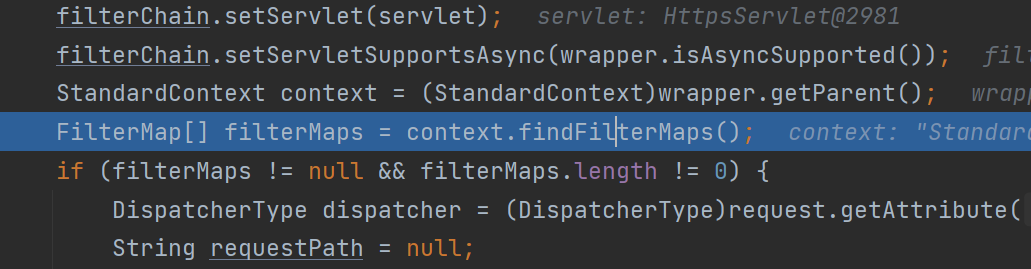 filterChain.setServlet(servlet); servlet: HttpsServlet@2981
filterChain.setServletSupportsAsync(wrapper.isAsyncSupported()); filt
StandardContext context = (StandardContext)wrapper.getParent(); wrapp
FilterMap[] filterMaps = context.findFilterMaps(); context: "Standard
if (filterMaps != null && filterMaps.length != 0) {
DispatcherType dispatcher = (DispatcherType)request.getAttribute(
String requestPath = null;